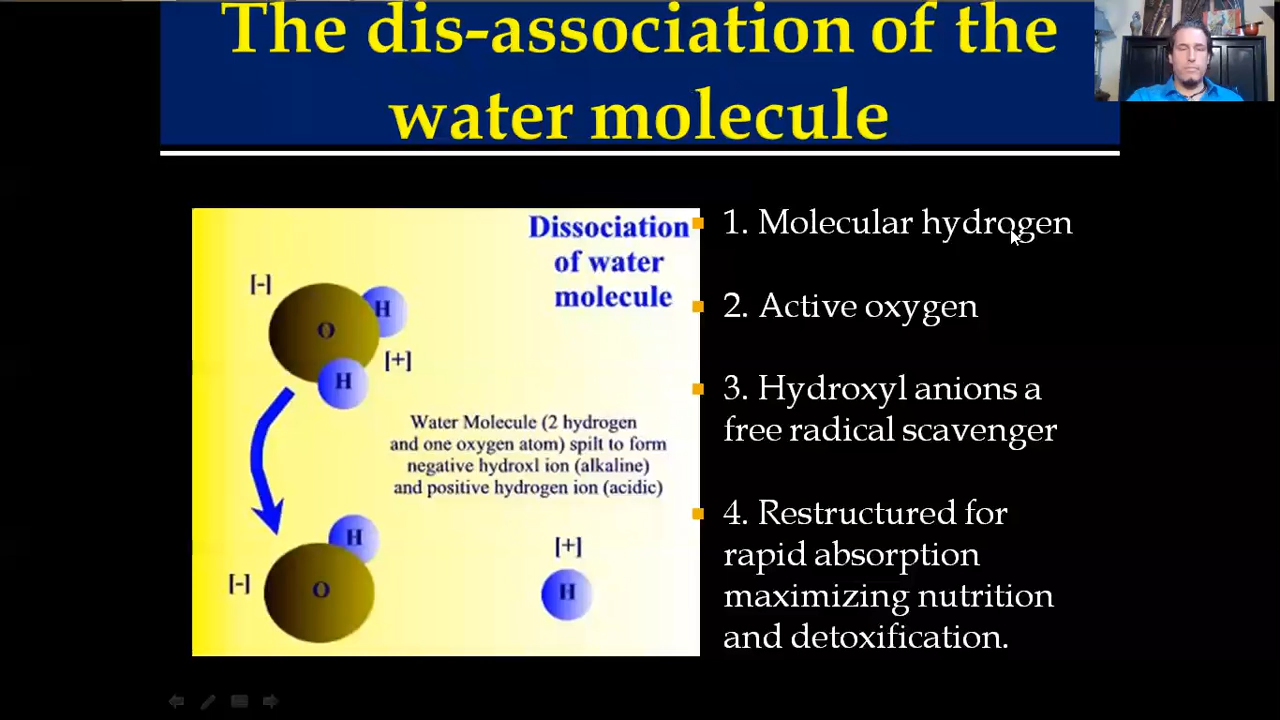 The dis-association of the
water molecule
Dissociation
of water
molecule
[-]
H
O
[+]
H
Water Molecule (2 hydrogen
and one oxygen atom) spilt to form
negative hydroxl ion (alkaline)
and positive hydrogen ion (acidic)
H
[+]
[-]
O
H
1. Molecular hydrogen
2. Active oxygen
3. Hydroxyl anions a
free radical scavenger
4. Restructured for
rapid absorption
maximizing nutrition
and detoxification.